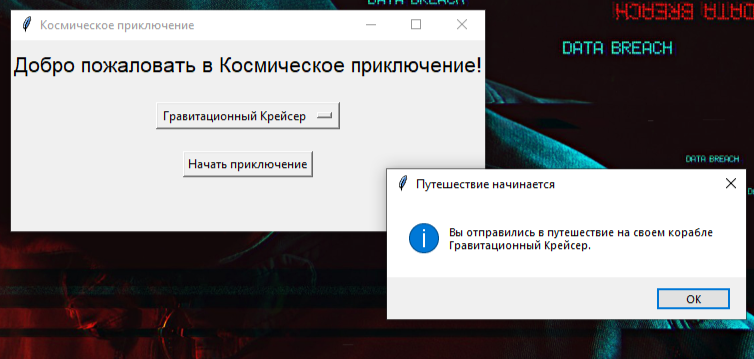 DATA BREACH
DATA BREACH
Космическое приключение
DATA BREACH
Добро пожаловать в Космическое приключение!
Гравитационный Крейсер
Начать приключение
DATA BREACH
Путешествие начинается
Вы отправились в путешествие на своем корабле
Гравитационный Крейсер.
OK